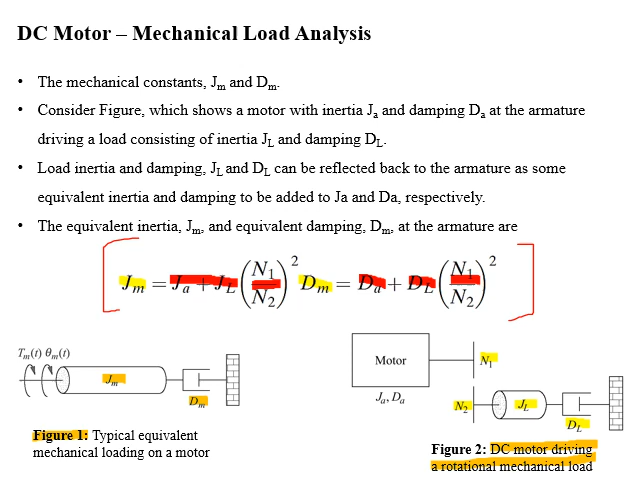 DC Motor – Mechanical Load Analysis
• The mechanical constants, Jm and Dm.
• Consider Figure, which shows a motor with inertia Ja and damping Da at the armature
driving a load consisting of inertia JL and damping DL.
• Load inertia and damping, JL and DL can be reflected back to the armature as some
equivalent inertia and damping to be added to Ja and Da, respectively.
• The equivalent inertia, Jm, and equivalent damping, Dm, at the armature are
Jm = Ja + JL (N1/N2)² Dm = Da + DL (N1/N2)²
Tm(t) θm(t)
Jm
Dm
Figure 1: Typical equivalent
mechanical loading on a motor
Motor
N1
Ja, Da
N2
JL
DL
Figure 2: DC motor driving
a rotational mechanical load